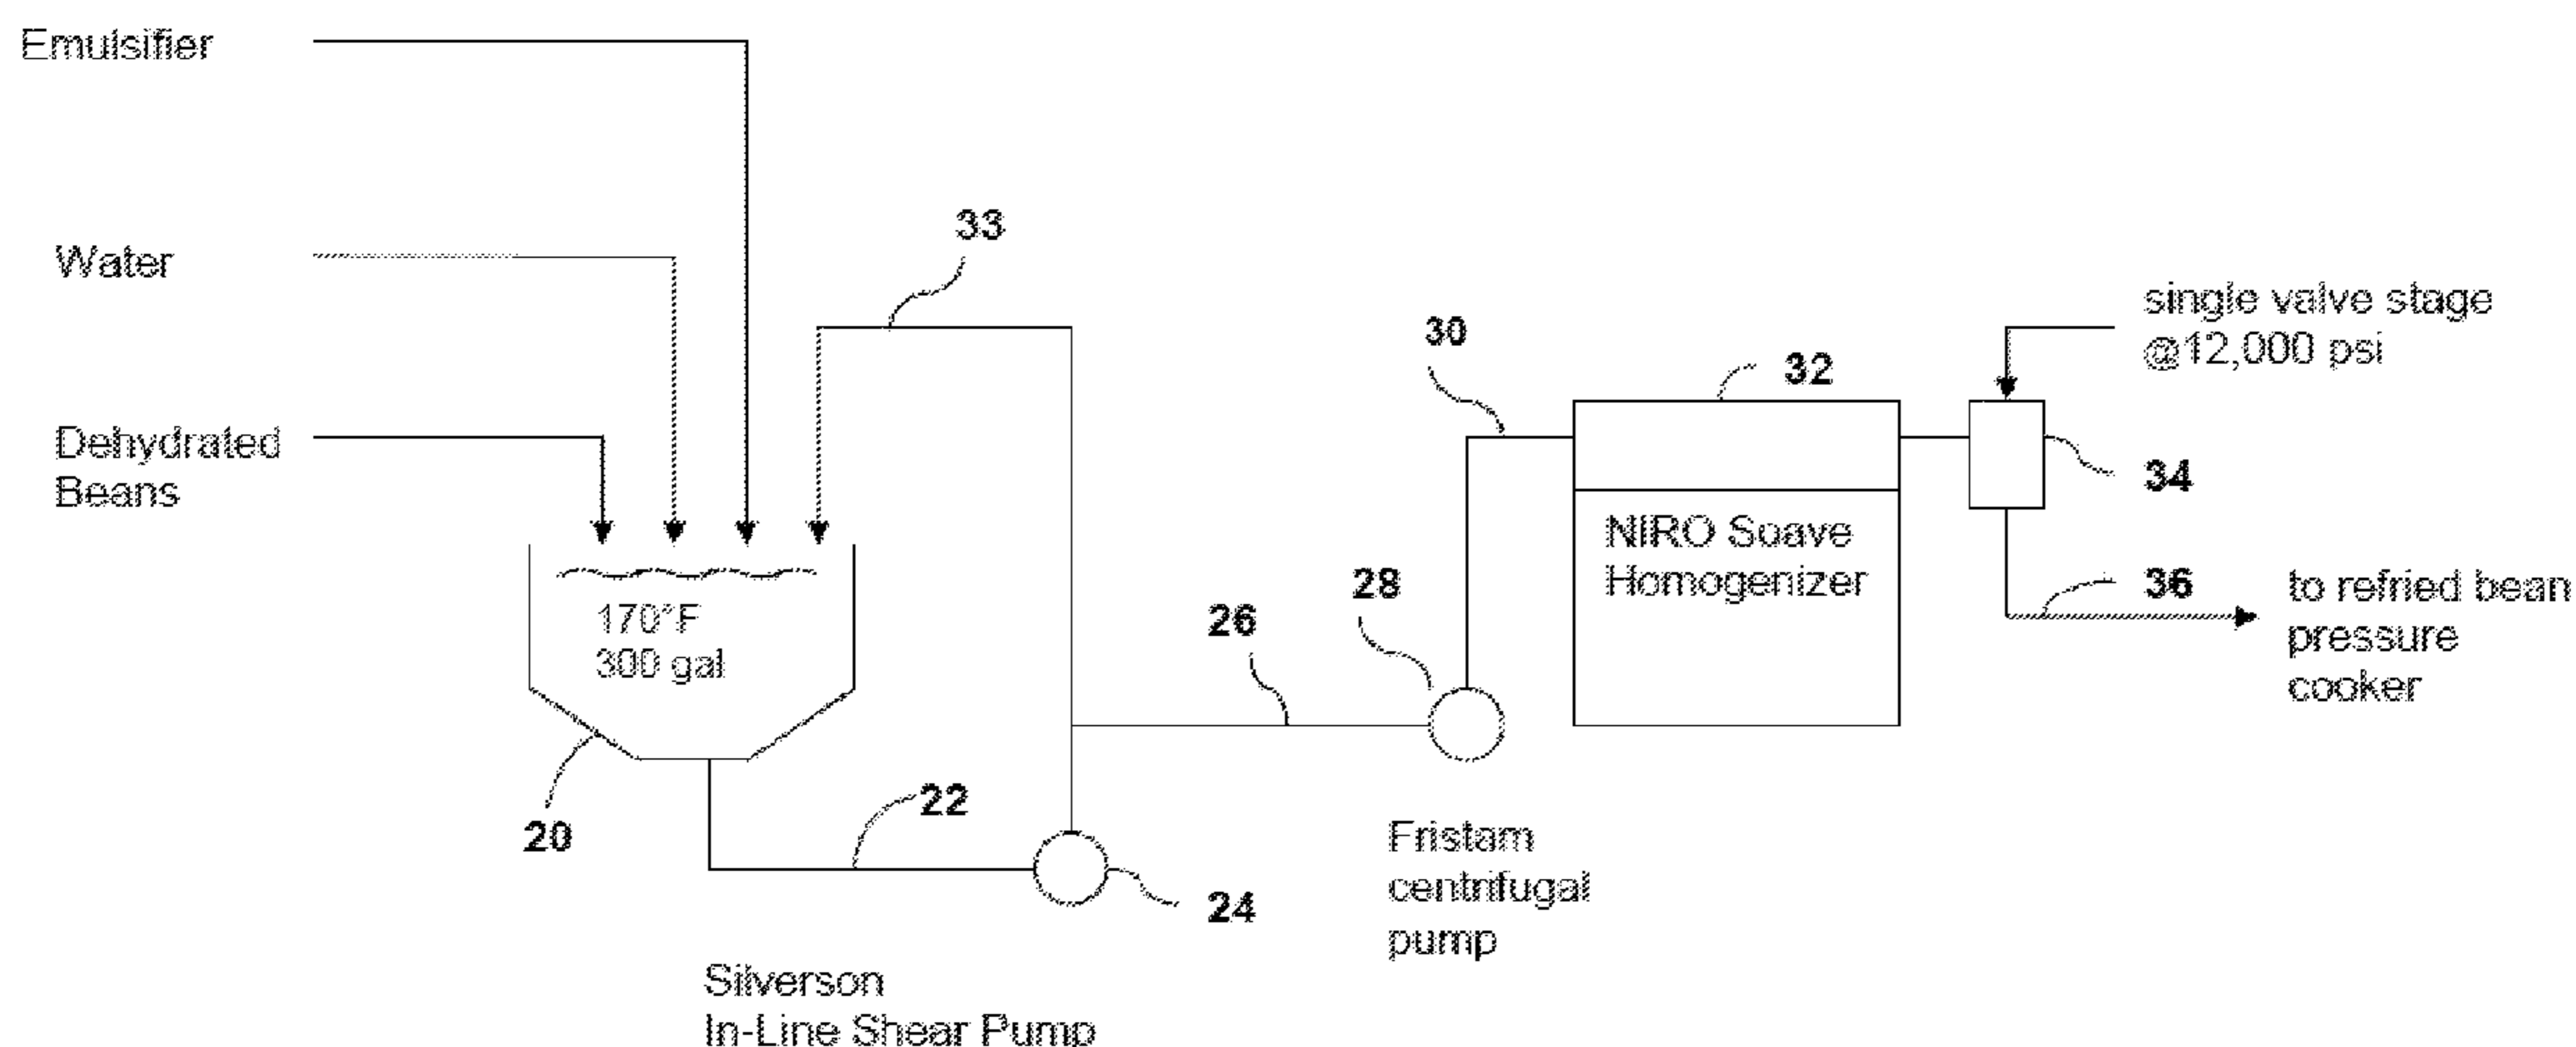 Emulsifier
33
Water
single valve stage
@12,000 psi
30
32
Dehydrated
Beans
34
NIRO Soave
Homogenizer
170°F
300 gal
26
28
36
to refried bean
pressure
cooker
20
22
24
Fristam
centrifugal
pump
Silverson
In-Line Shear Pump